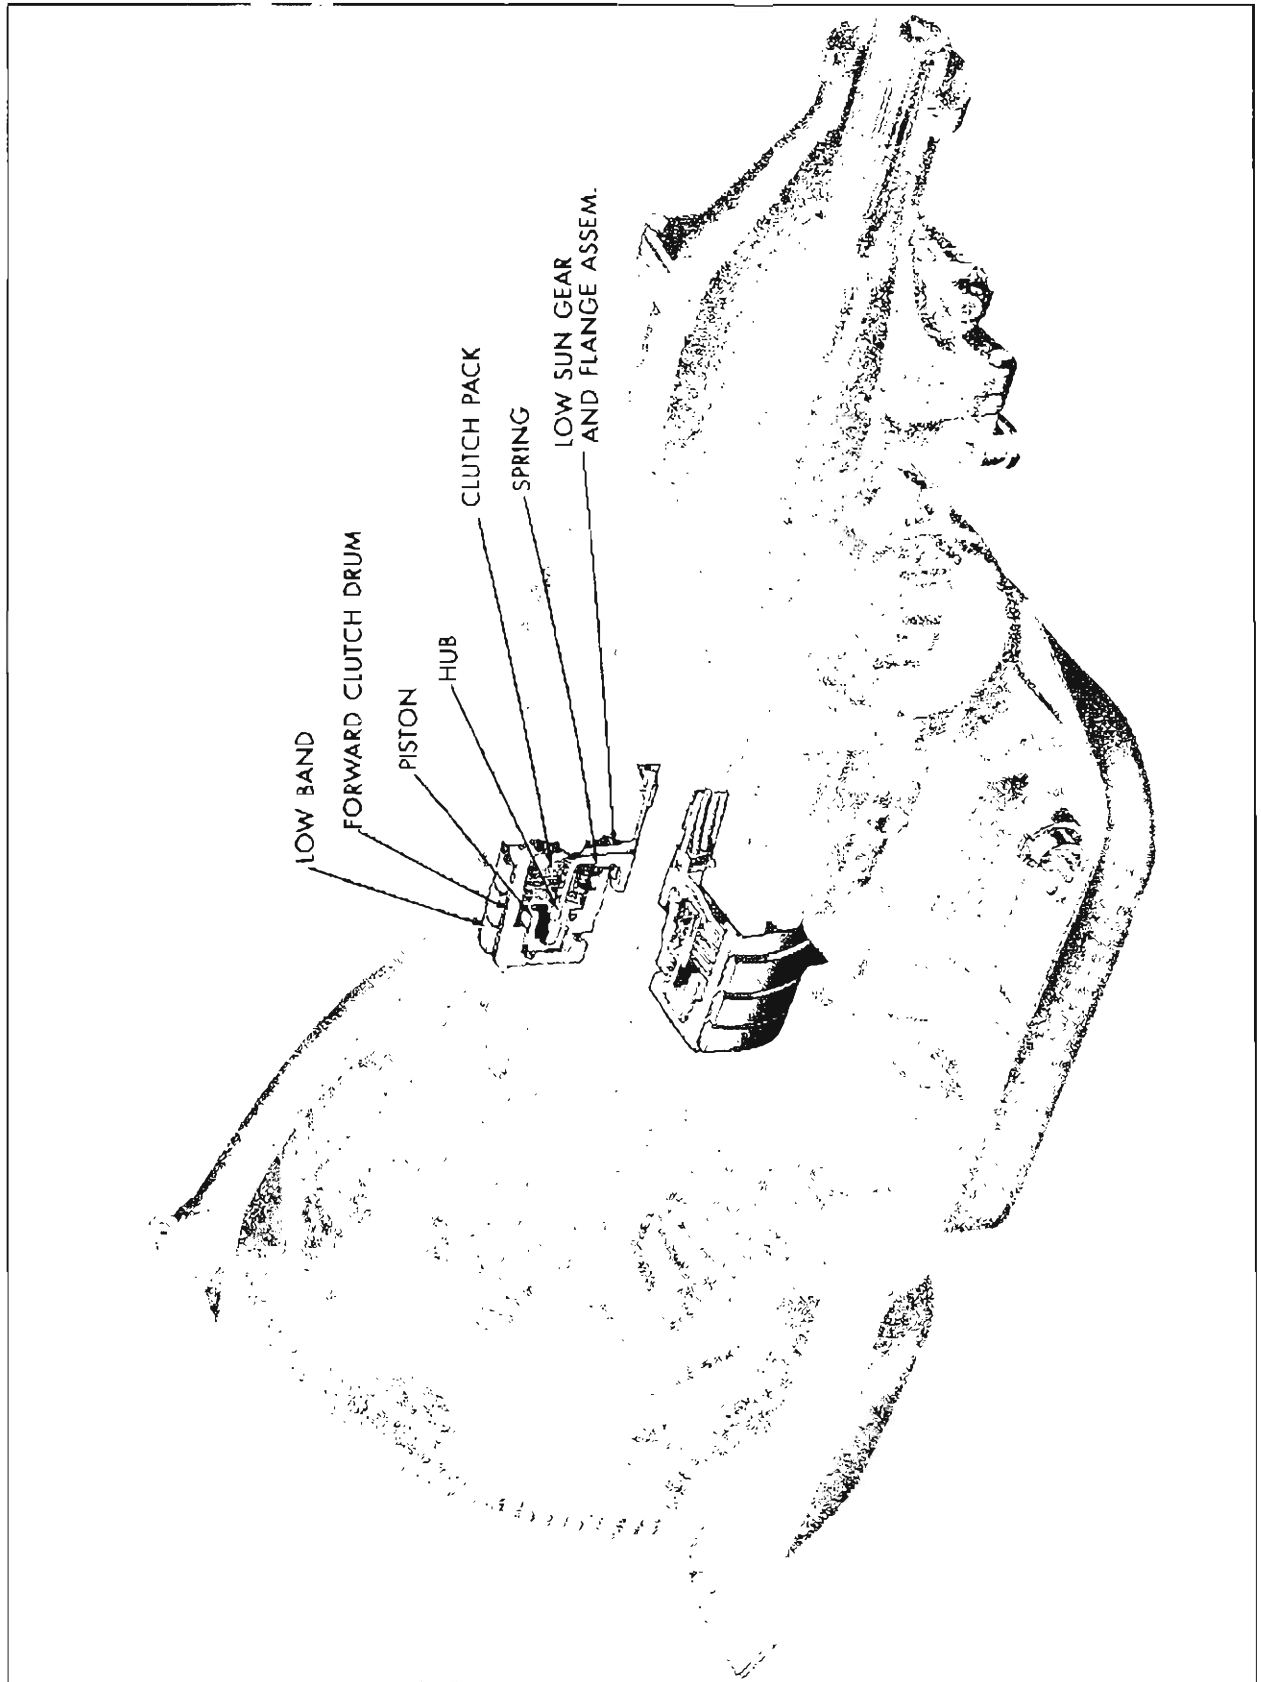 LOW BAND
FORWARD CLUTCH DRUM
PISTON
HUB
CLUTCH PACK
SPRING
LOW SUN GEAR
AND FLANGE ASSEM.